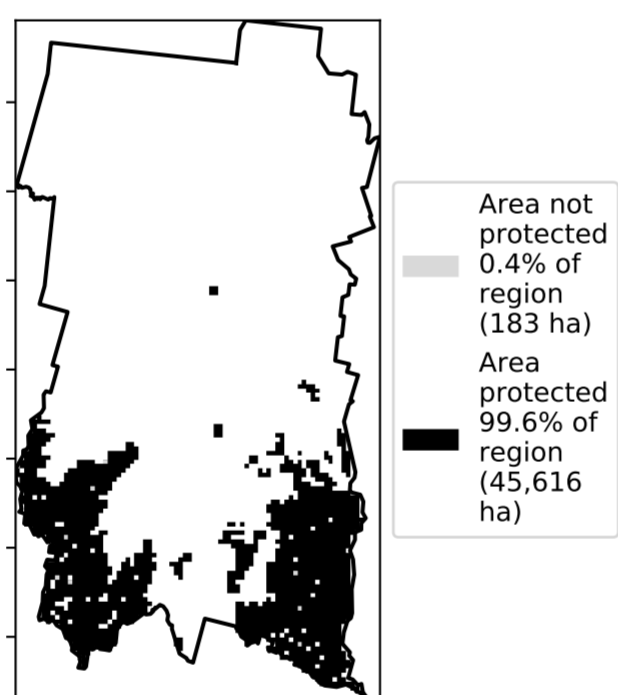 Area not
protected
0.4% of
region
(183 ha)
Area
protected
99.6% of
region
(45,616
ha)